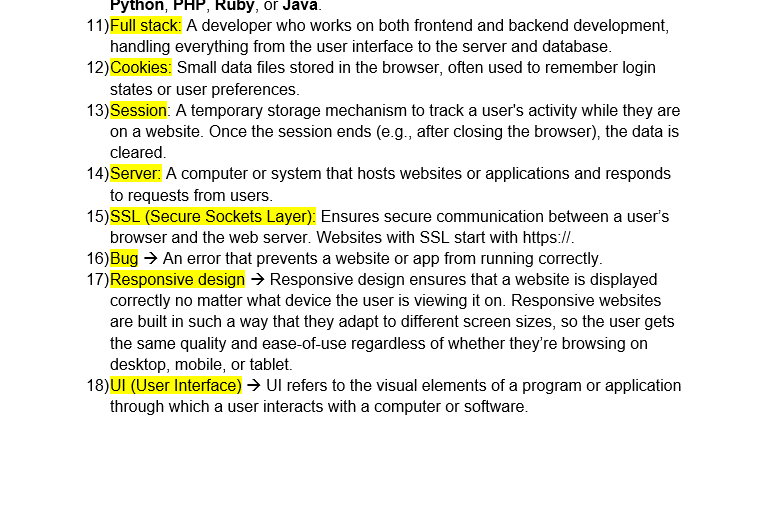 Python, PHP, Ruby, or Java.
11)Full stack: A developer who works on both frontend and backend development,
handling everything from the user interface to the server and database.
12)Cookies: Small data files stored in the browser, often used to remember login
states or user preferences.
13)Session: A temporary storage mechanism to track a user's activity while they are
on a website. Once the session ends (e.g., after closing the browser), the data is
cleared.
14)Server: A computer or system that hosts websites or applications and responds
to requests from users.
15)SSL (Secure Sockets Layer): Ensures secure communication between a user’s
browser and the web server. Websites with SSL start with https://.
16)Bug → An error that prevents a website or app from running correctly.
17)Responsive design → Responsive design ensures that a website is displayed
correctly no matter what device the user is viewing it on. Responsive websites
are built in such a way that they adapt to different screen sizes, so the user gets
the same quality and ease-of-use regardless of whether they’re browsing on
desktop, mobile, or tablet.
18)UI (User Interface) → UI refers to the visual elements of a program or application
through which a user interacts with a computer or software.